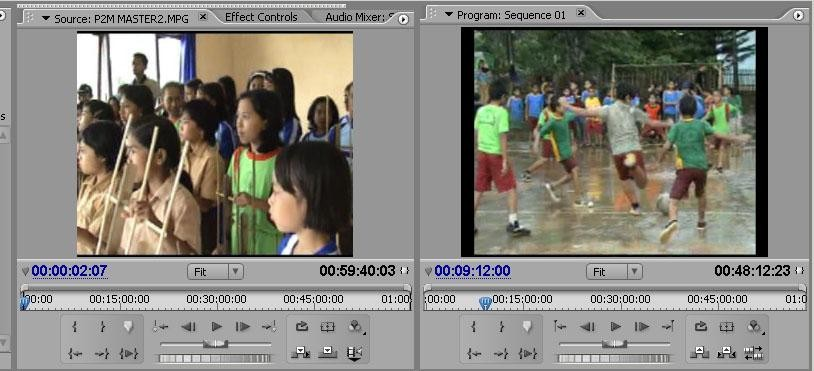 Source: P2M MASTER2.MPG
Effect Controls
Audio Mixer: S
Program: Sequence 01
s
00:00:02:07
Fit
00:59:40:03
00:09:12:00
Fit
00:48:12:23
00:00 00:15:00:00 00:30:00:00 00:45:00:00 01:00
:00:00 00:15:00:00 00:30:00:00 00:45:00:00 01:0